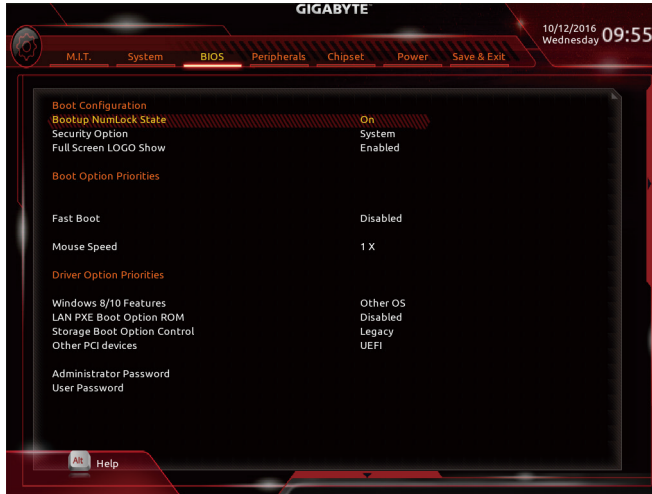 GIGABYTE™
10/12/2016
Wednesday
09:55
M.I.T. System BIOS Peripherals Chipset Power Save & Exit
Boot Configuration
Bootup NumLock State On
Security Option System
Full Screen LOGO Show Enabled
Boot Option Priorities
Fast Boot Disabled
Mouse Speed 1 X
Driver Option Priorities
Windows 8/10 Features Other OS
LAN PXE Boot Option ROM Disabled
Storage Boot Option Control Legacy
Other PCI devices UEFI
Administrator Password
User Password
Alt Help